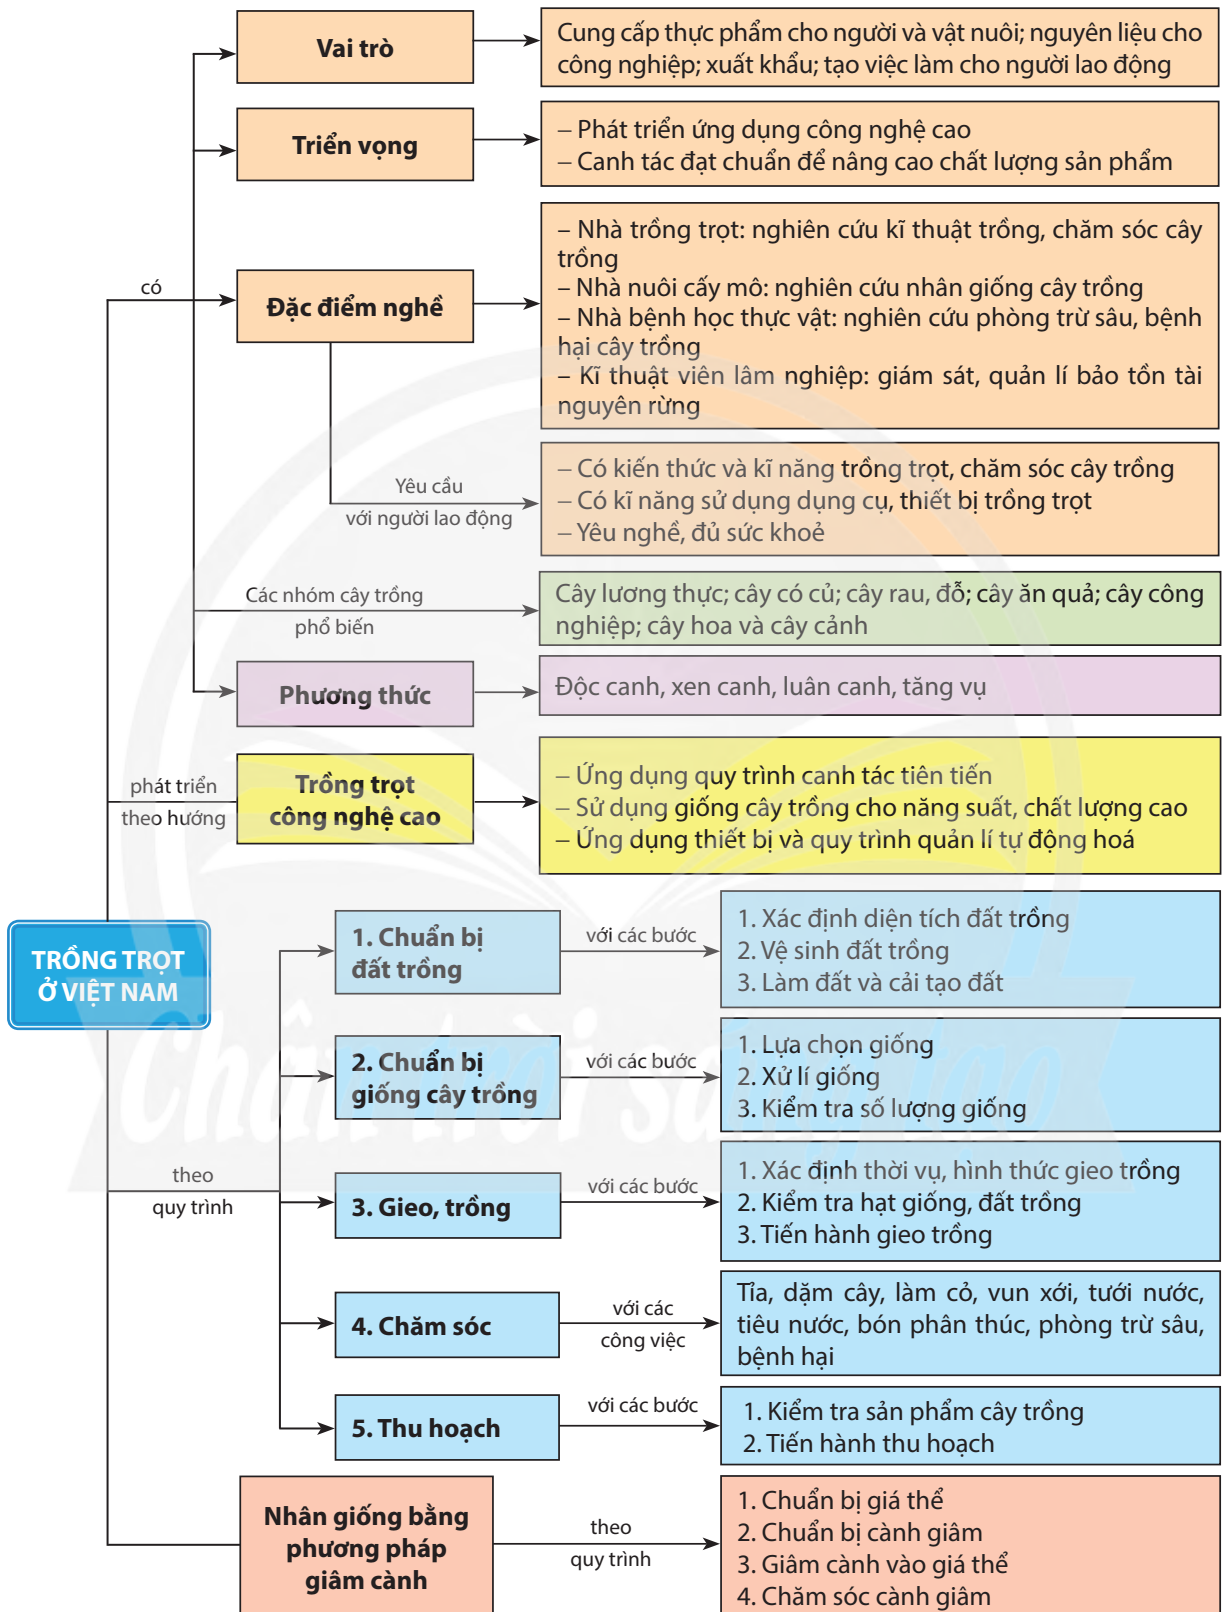 Vai trò
Cung cấp thực phẩm cho người và vật nuôi; nguyên liệu cho
công nghiệp; xuất khẩu; tạo việc làm cho người lao động
Triển vọng
– Phát triển ứng dụng công nghệ cao
– Canh tác đạt chuẩn để nâng cao chất lượng sản phẩm
có
Đặc điểm nghề
– Nhà trồng trọt: nghiên cứu kĩ thuật trồng, chăm sóc cây
trồng
– Nhà nuôi cấy mô: nghiên cứu nhân giống cây trồng
– Nhà bệnh học thực vật: nghiên cứu phòng trừ sâu, bệnh
hại cây trồng
– Kĩ thuật viên lâm nghiệp: giám sát, quản lí bảo tồn tài
nguyên rừng
Yêu cầu
với người lao động
– Có kiến thức và kĩ năng trồng trọt, chăm sóc cây trồng
– Có kĩ năng sử dụng dụng cụ, thiết bị trồng trọt
– Yêu nghề, đủ sức khoẻ
Các nhóm cây trồng
phổ biến
Cây lương thực; cây có củ; cây rau, đỗ; cây ăn quả; cây công
nghiệp; cây hoa và cây cảnh
Phương thức
Độc canh, xen canh, luân canh, tăng vụ
phát triển
theo hướng
Trồng trọt
công nghệ cao
– Ứng dụng quy trình canh tác tiên tiến
– Sử dụng giống cây trồng cho năng suất, chất lượng cao
– Ứng dụng thiết bị và quy trình quản lí tự động hoá
TRỒNG TRỌT
Ở VIỆT NAM
theo
quy trình
1. Chuẩn bị
đất trồng
với các bước
1. Xác định diện tích đất trồng
2. Vệ sinh đất trồng
3. Làm đất và cải tạo đất
2. Chuẩn bị
giống cây trồng
với các bước
1. Lựa chọn giống
2. Xử lí giống
3. Kiểm tra số lượng giống
Chân trời sáng tạo
3. Gieo, trồng
với các bước
1. Xác định thời vụ, hình thức gieo trồng
2. Kiểm tra hạt giống, đất trồng
3. Tiến hành gieo trồng
4. Chăm sóc
với các
công việc
Tỉa, dặm cây, làm cỏ, vun xới, tưới nước,
tiêu nước, bón phân thúc, phòng trừ sâu,
bệnh hại
5. Thu hoạch
với các bước
1. Kiểm tra sản phẩm cây trồng
2. Tiến hành thu hoạch
Nhân giống bằng
phương pháp
giâm cành
theo
quy trình
1. Chuẩn bị giá thể
2. Chuẩn bị cành giâm
3. Giâm cành vào giá thể
4. Chăm sóc cành giâm